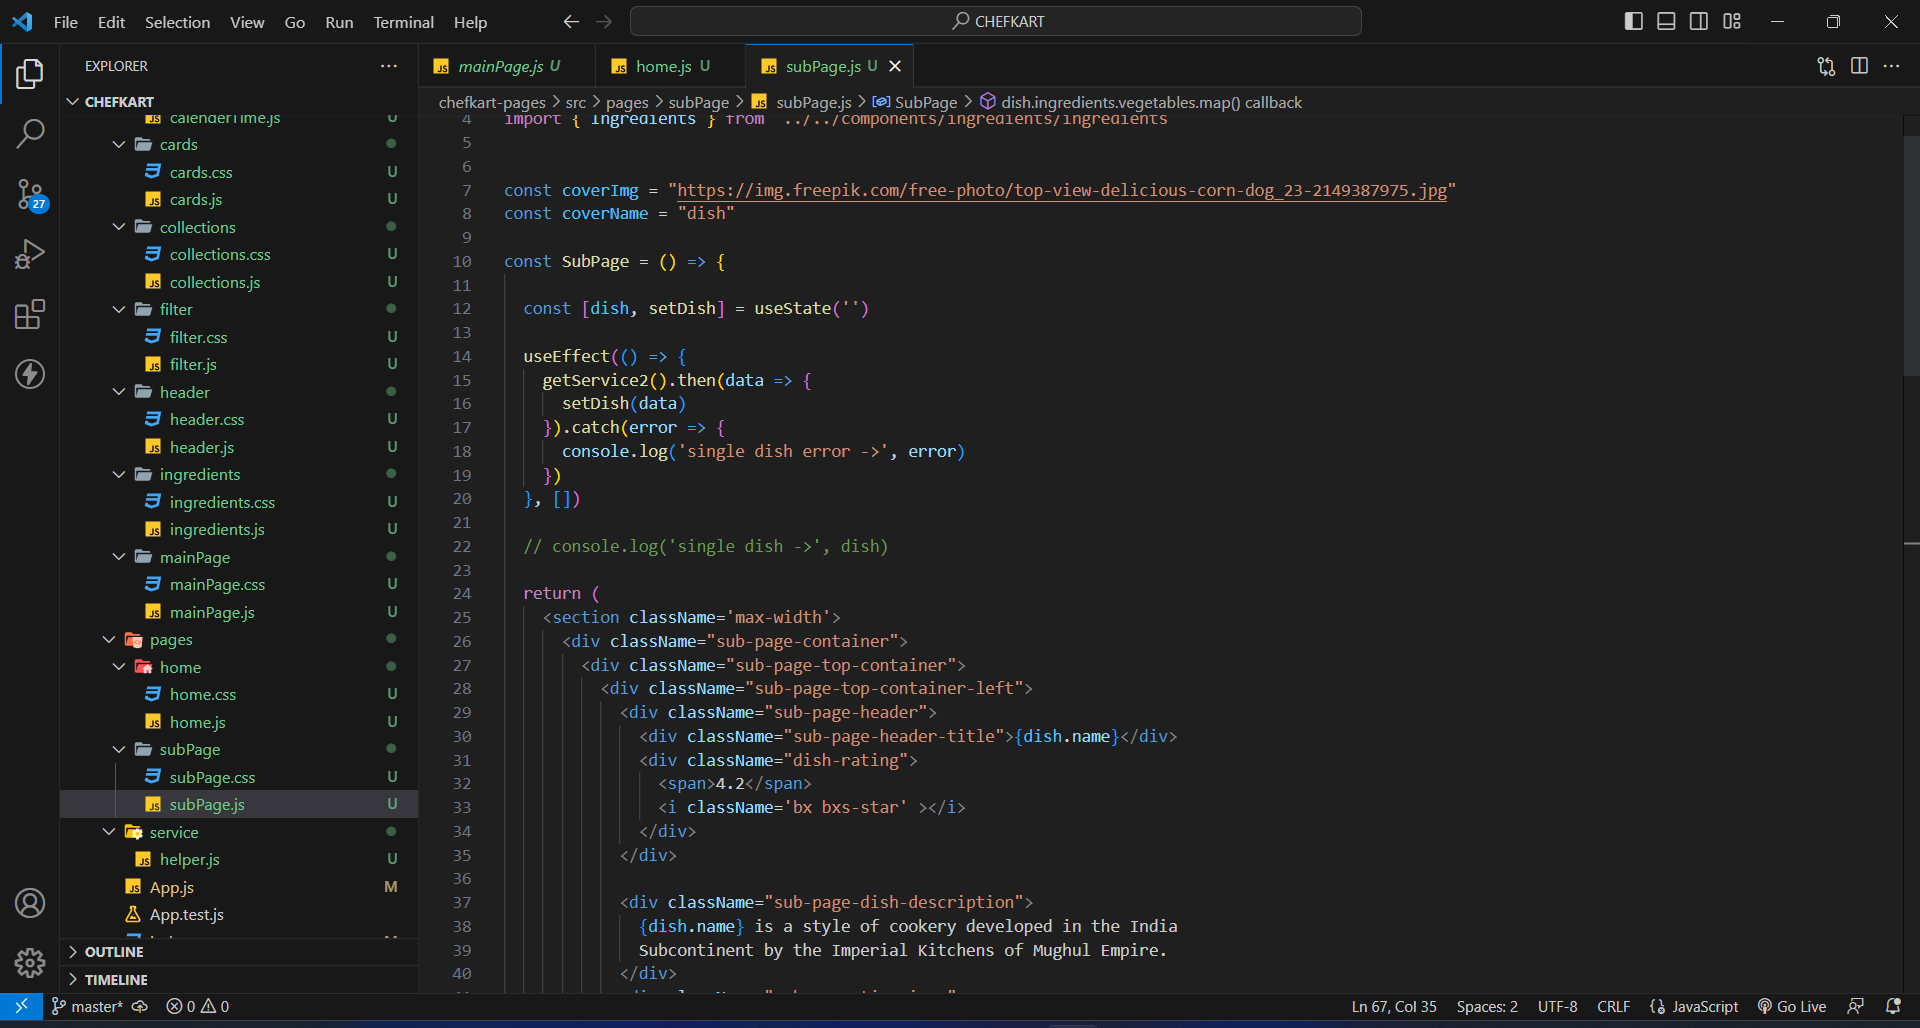 File Edit Selection View Go Run Terminal Help
CHEFKART
EXPLORER
CHEFKART
calenderTime.js U
cards
cards.css U
cards.js U
collections
collections.css U
collections.js U
filter
filter.css U
filter.js U
header
header.css U
header.js U
ingredients
ingredients.css U
ingredients.js U
mainPage
mainPage.css U
mainPage.js U
pages
home
home.css U
home.js U
subPage
subPage.css U
subPage.js U
service
helper.js U
App.js M
App.test.js
OUTLINE
TIMELINE
27
mainPage.js U
home.js U
subPage.js U
chefkart-pages > src > pages > subPage > subPage.js > SubPage > dish.ingredients.vegetables.map() callback
4 import { Ingredients } from '../../components/ingredients/ingredients'
5
6
7 const coverImg = "https://img.freepik.com/free-photo/top-view-delicious-corn-dog_23-2149387975.jpg"
8 const coverName = "dish"
9
10 const SubPage = () => {
11
12 const [dish, setDish] = useState('')
13
14 useEffect(() => {
15 getService2().then(data => {
16 setDish(data)
17 }).catch(error => {
18 console.log('single dish error ->', error)
19 })
20 }, [])
21
22 // console.log('single dish ->', dish)
23
24 return (
25 <section className='max-width'>
26 <div className="sub-page-container">
27 <div className="sub-page-top-container">
28 <div className="sub-page-top-container-left">
29 <div className="sub-page-header">
30 <div className="sub-page-header-title">{dish.name}</div>
31 <div className="dish-rating">
32 <span>4.2</span>
33 <i className='bx bxs-star' ></i>
34 </div>
35 </div>
36
37 <div className="sub-page-dish-description">
38 {dish.name} is a style of cookery developed in the India
39 Subcontinent by the Imperial Kitchens of Mughul Empire.
40 </div>
master* 0 0
Ln 67, Col 35 Spaces: 2 UTF-8 CRLF JavaScript Go Live